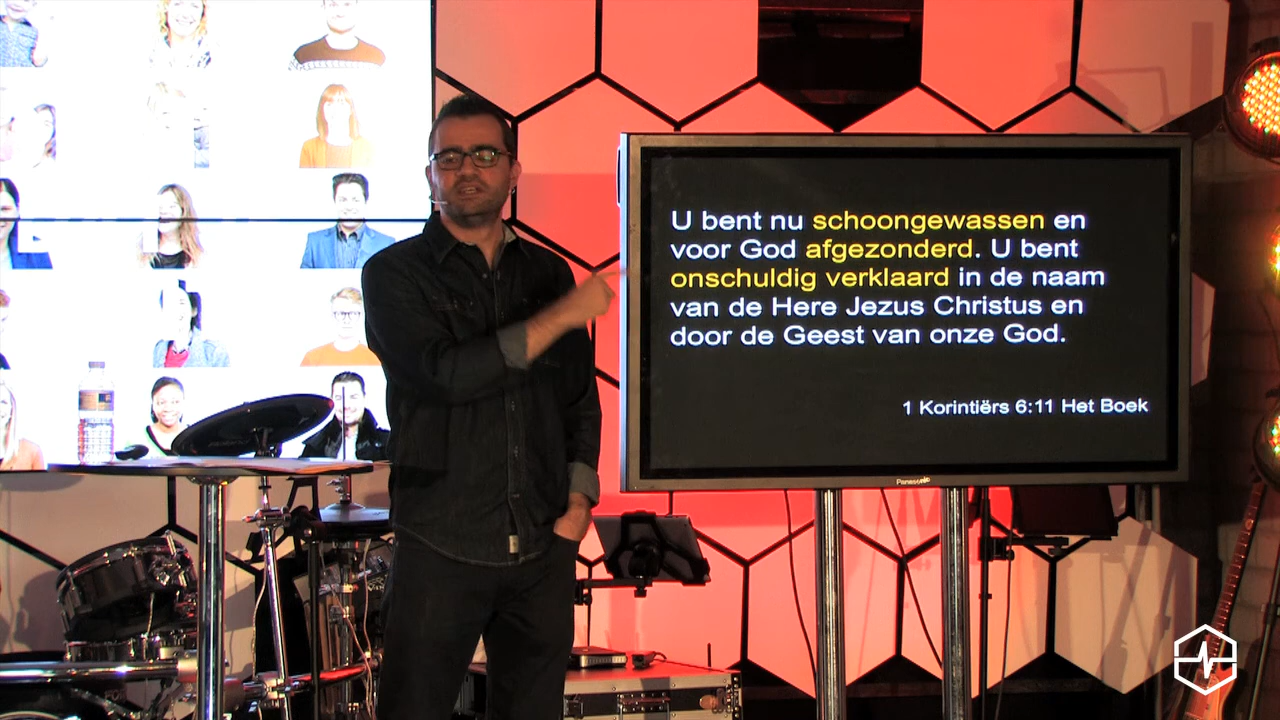 U bent nu schoongewassen en
voor God afgezonderd. U bent
onschuldig verklaard in de naam
van de Here Jezus Christus en
door de Geest van onze God.
1 Korintiërs 6:11 Het Boek
Panasonic